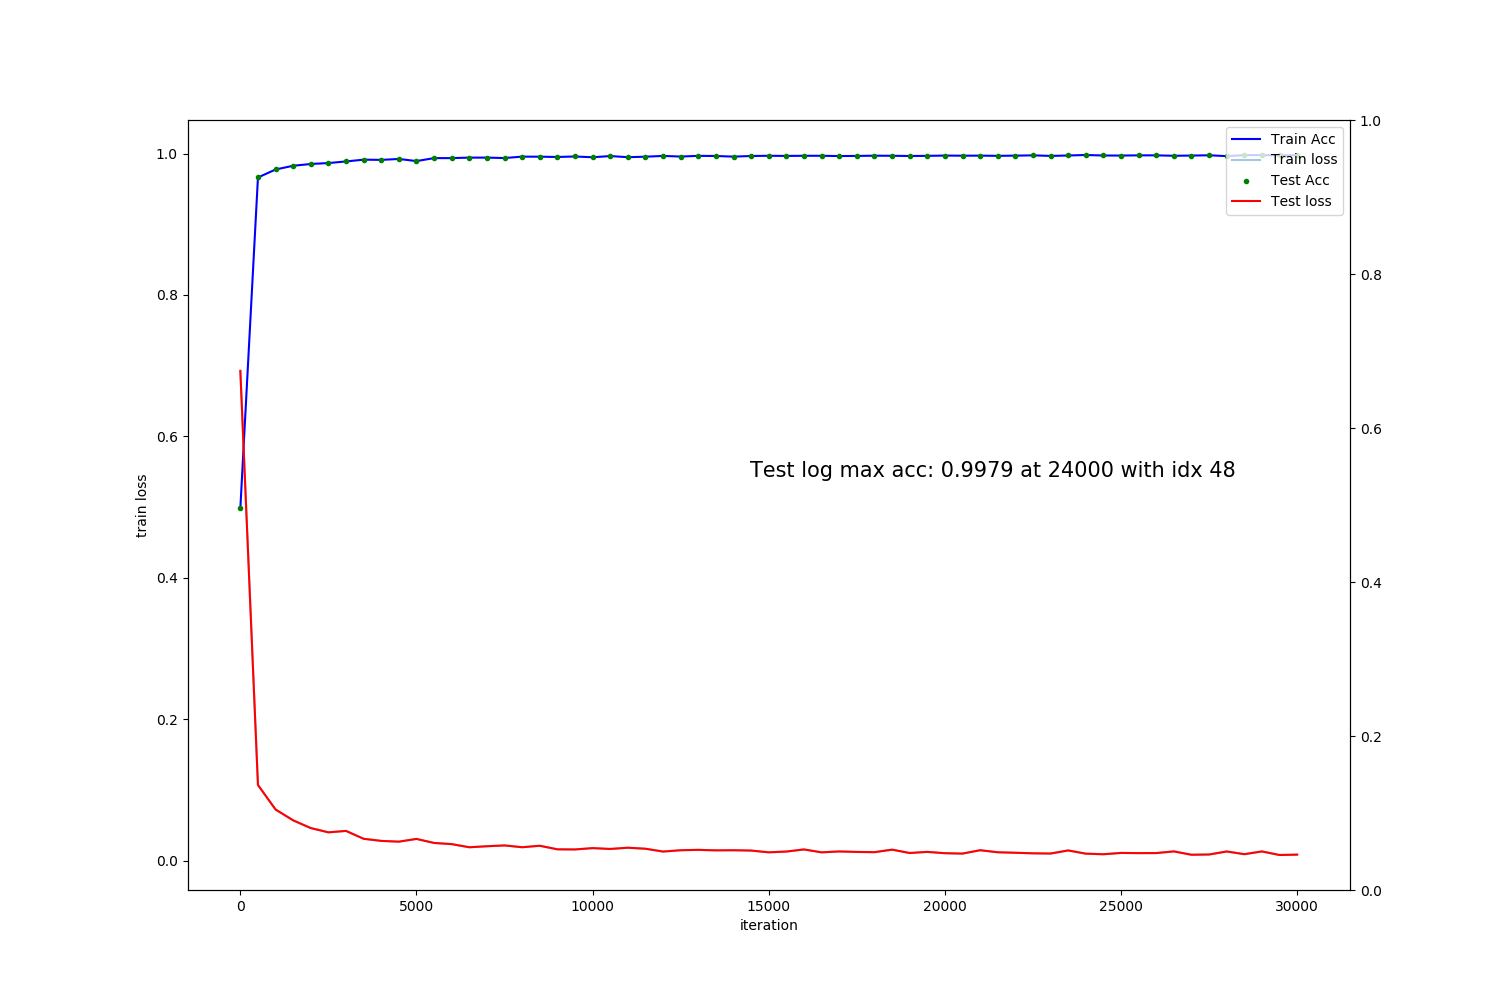 1.0
0.8
0.6
0.4
0.2
0.0
train loss
0
5000
10000
15000
20000
25000
30000
iteration
1.0
0.8
0.6
0.4
0.2
0.0
Train Acc
Train loss
Test Acc
Test loss
Test log max acc: 0.9979 at 24000 with idx 48